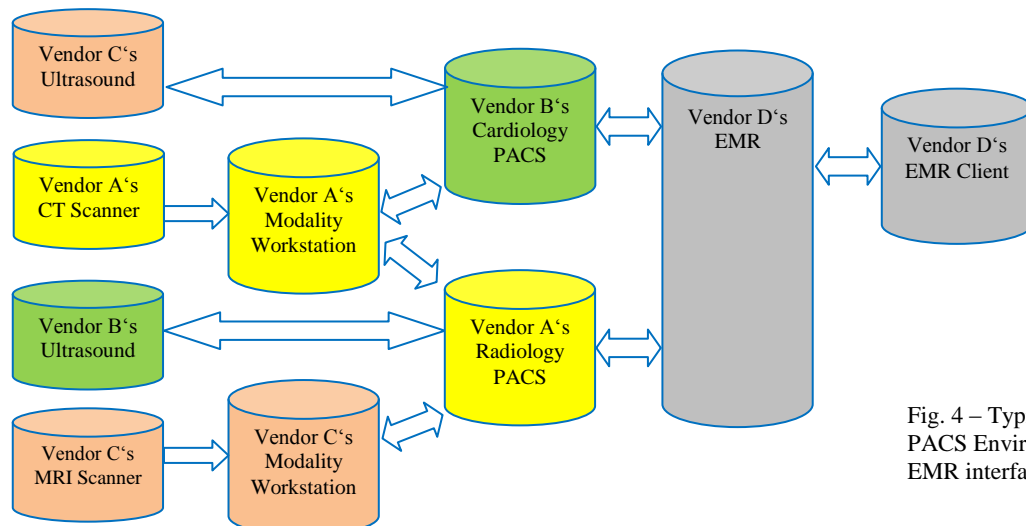 Vendor C‘s
Ultrasound
Vendor B‘s
Cardiology
PACS
Vendor D‘s
EMR
Vendor D‘s
EMR Client
Vendor A‘s
CT Scanner
Vendor A‘s
Modality
Workstation
Vendor B‘s
Ultrasound
Vendor A‘s
Radiology
PACS
Vendor C‘s
MRI Scanner
Vendor C‘s
Modality
Workstation
Fig. 4 – Typ
PACS Envir
EMR interfa